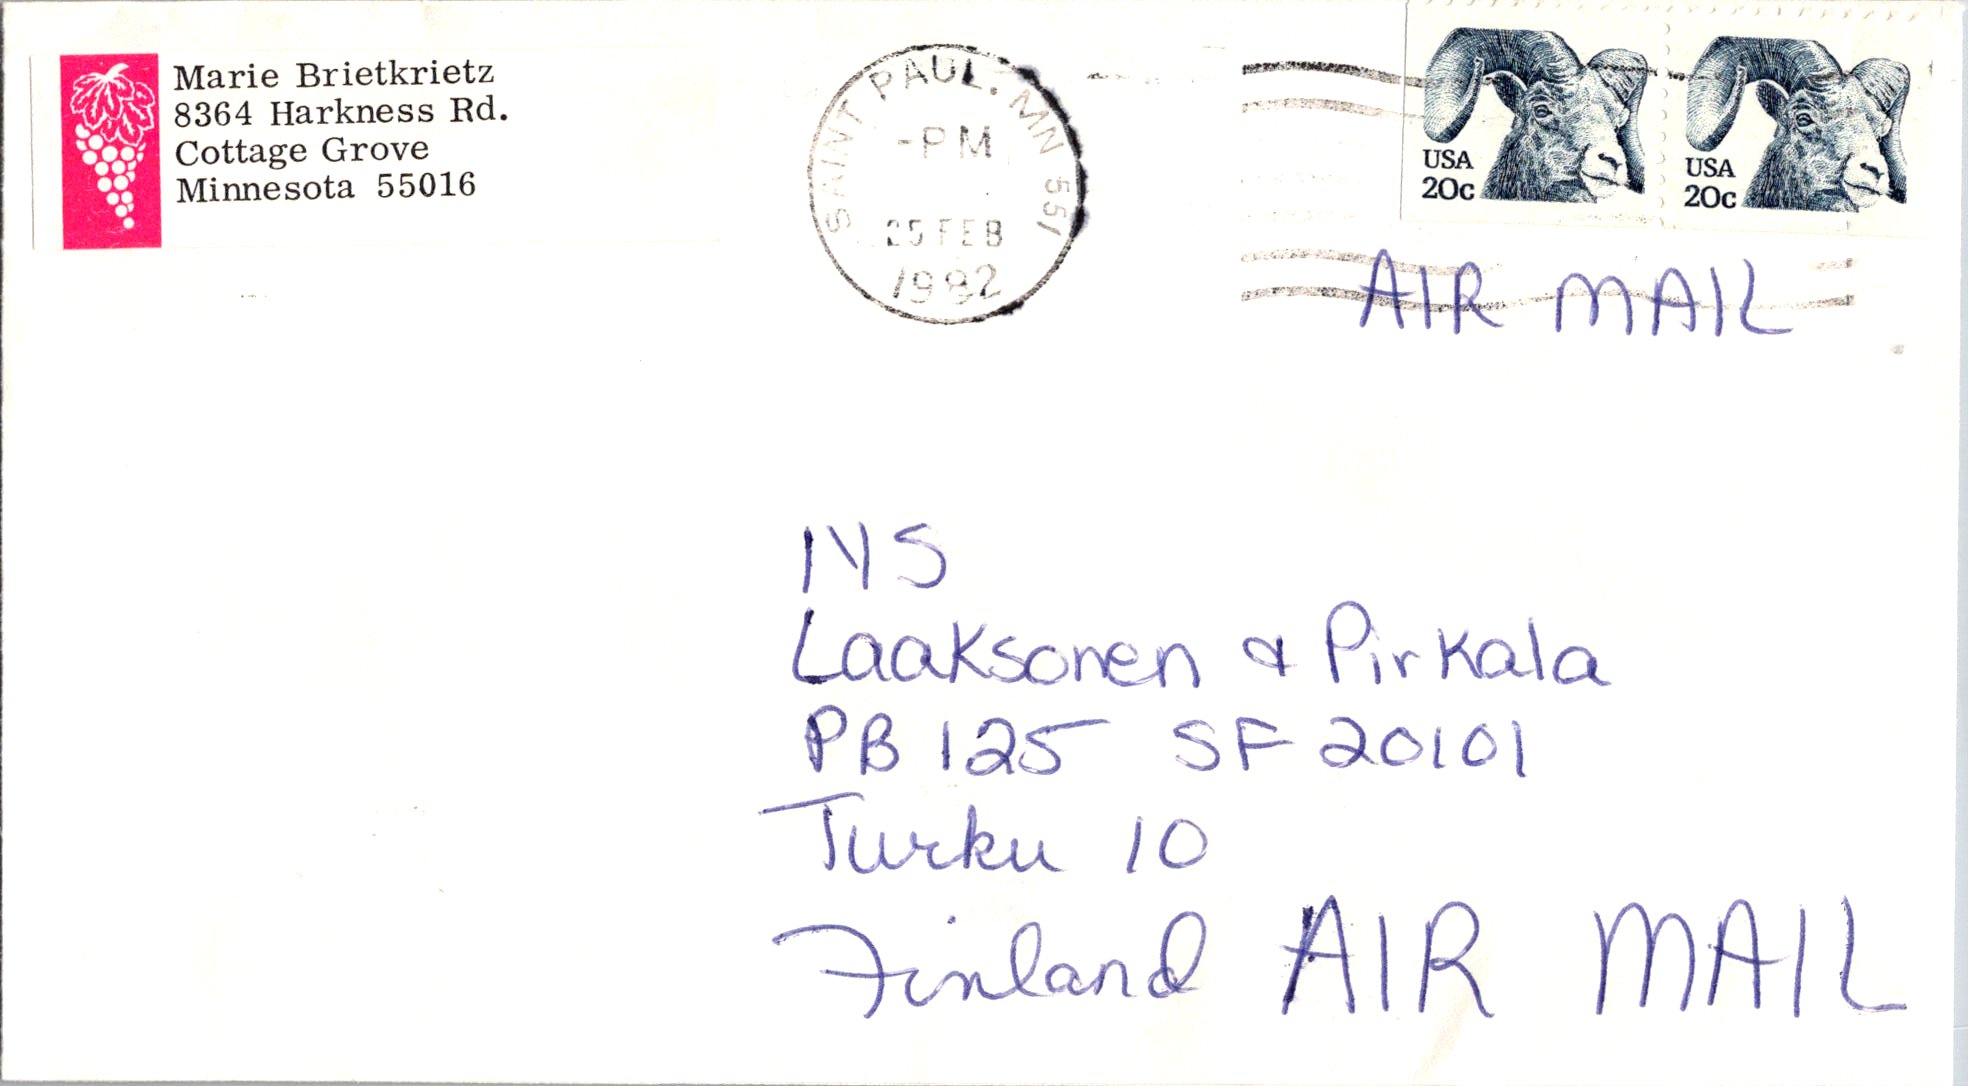 Marie Brietkrietz
8364 Harkness Rd.
Cottage Grove
Minnesota 55016
SAINT PAUL, MN 551
-PM
25 FEB
1982
USA
20c
USA
20c
AIR MAIL
IYS
Laaksonen & Pirkala
PB 125 SF 20101
Turku 10
Finland AIR MAIL